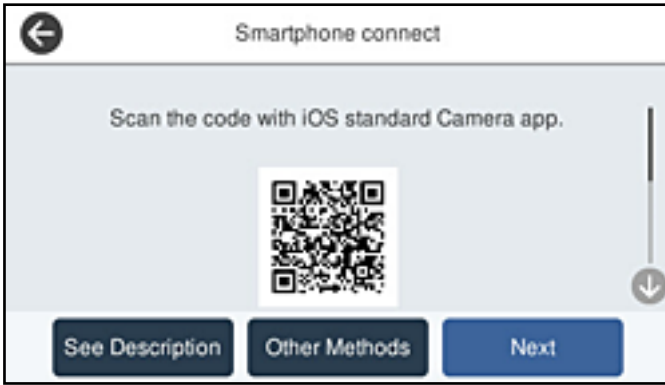 Smartphone connect
Scan the code with iOS standard Camera app.
See Description
Other Methods
Next